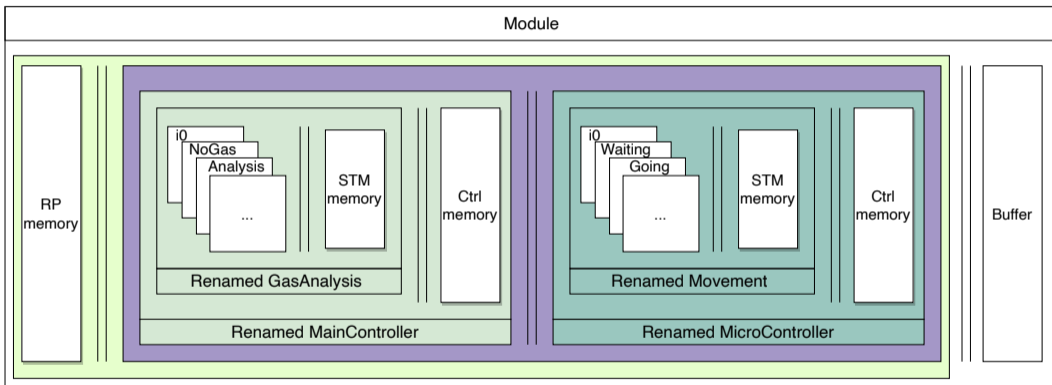 Module
RP
memory
i0
NoGas
Analysis
...
STM
memory
Renamed GasAnalysis
Ctrl
memory
Renamed MainController
i0
Waiting
Going
...
STM
memory
Renamed Movement
Ctrl
memory
Renamed MicroController
Buffer